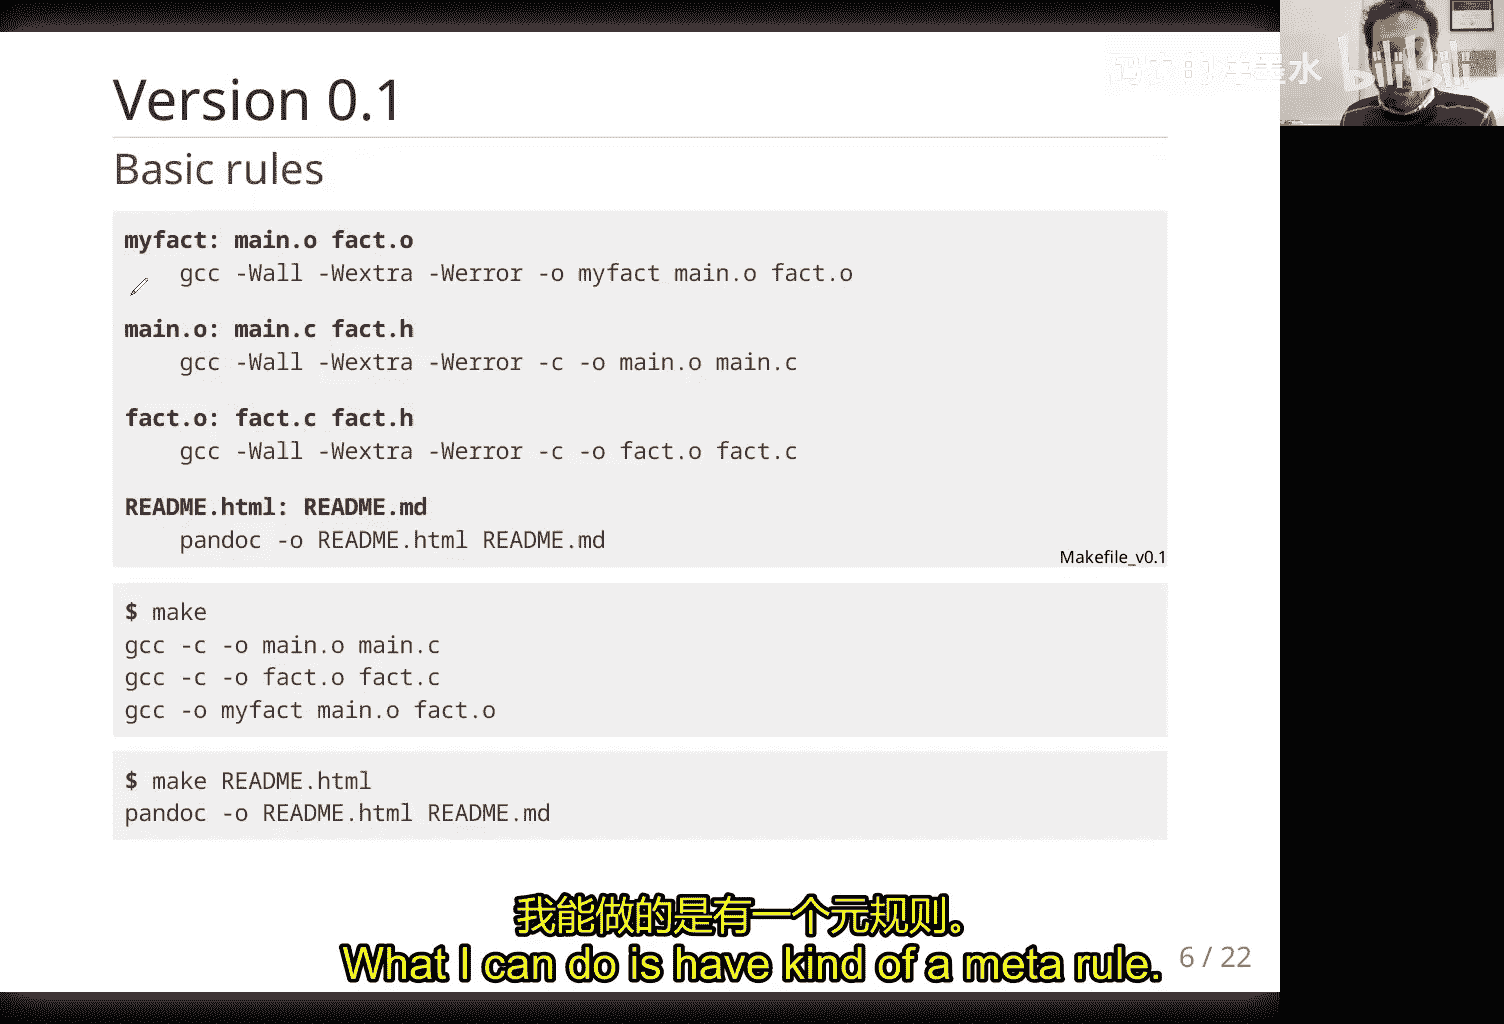 Version 0.1
Basic rules
myfact: main.o fact.o
gcc -Wall -Wextra -Werror -o myfact main.o fact.o
main.o: main.c fact.h
gcc -Wall -Wextra -Werror -c -o main.o main.c
fact.o: fact.c fact.h
gcc -Wall -Wextra -Werror -c -o fact.o fact.c
README.html: README.md
pandoc -o README.html README.md
Makefile_v0.1
$ make
gcc -c -o main.o main.c
gcc -c -o fact.o fact.c
gcc -o myfact main.o fact.o
$ make README.html
pandoc -o README.html README.md
我能做的是有一个元规则。
What I can do is have kind of a meta rule.
6 / 22
bilibili